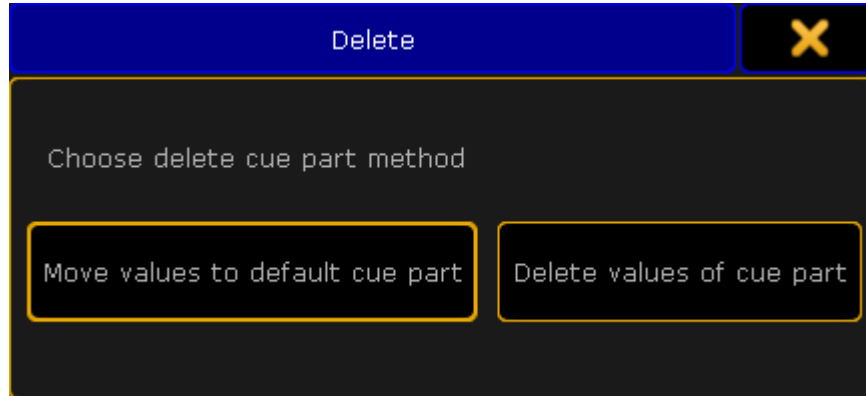 Delete
Choose delete cue part method
Move values to default cue part
Delete values of cue part